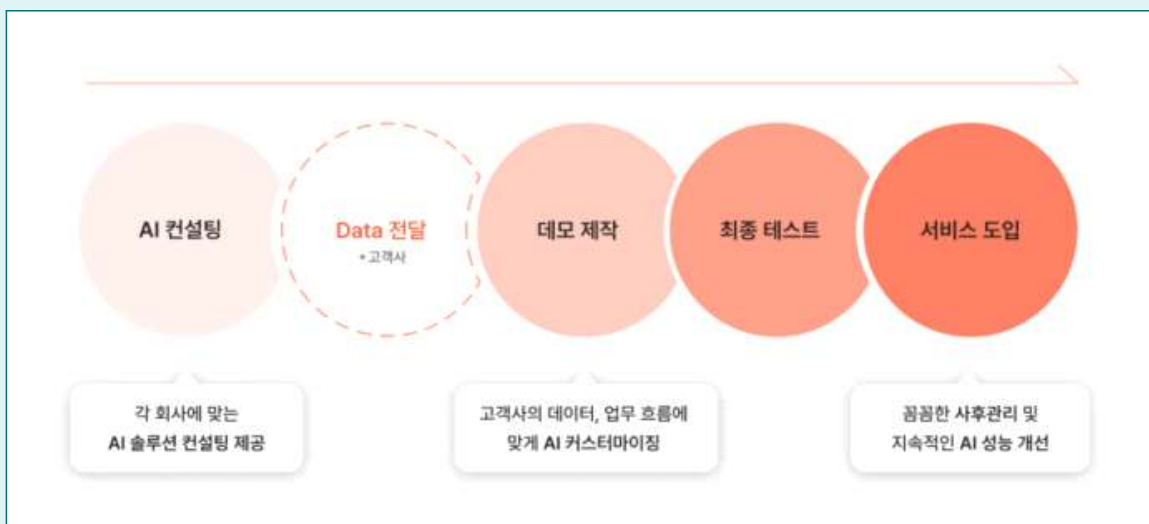 AI 컨설팅
Data 전달
• 고객사
데모 제작
최종 테스트
서비스 도입
각 회사에 맞는
AI 솔루션 컨설팅 제공
고객사의 데이터, 업무 흐름에
맞게 AI 커스터마이징
꼼꼼한 사후관리 및
지속적인 AI 성능 개선